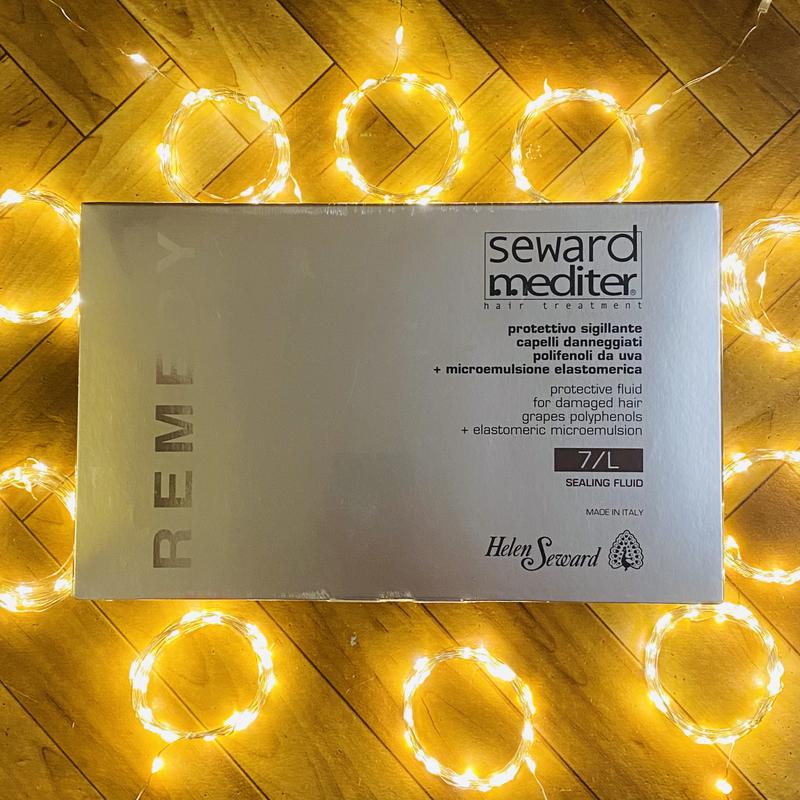 REMEDY
seward
mediter®
hair treatment
protettivo sigillante
capelli danneggiati
polifenoli da uva
+ microemulsione elastomerica
protective fluid
for damaged hair
grapes polyphenols
+ elastomeric microemulsion
7/L
SEALING FLUID
MADE IN ITALY
Helen Seward